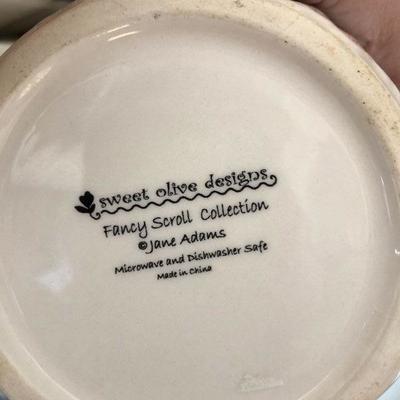 sweet olive designs
Fancy Scroll Collection
©Jane Adams
Microwave and Dishwasher Safe
Made in China